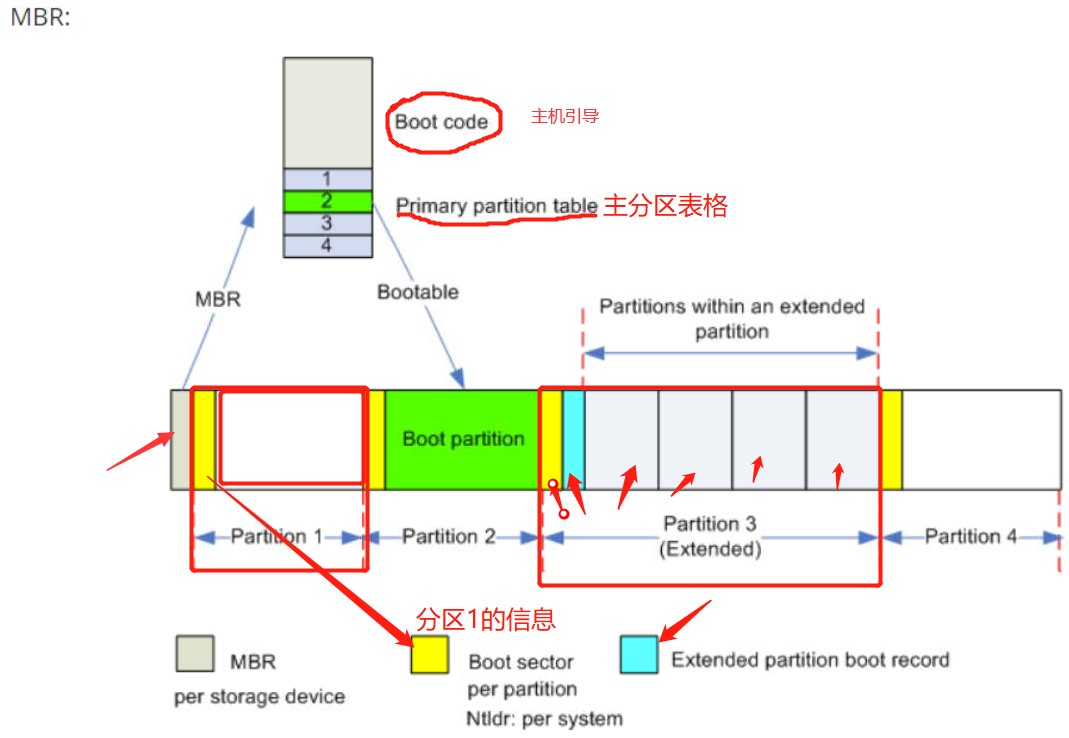 MBR:
Boot code
主机引导
1
2
Primary partition table 主分区表格
3
4
MBR
Bootable
Partitions within an extended
partition
Boot partition
Partition 1
Partition 2
Partition 3
(Extended)
Partition 4
分区1的信息
MBR
per storage device
Boot sector
per partition
Ntldr: per system
Extended partition boot record